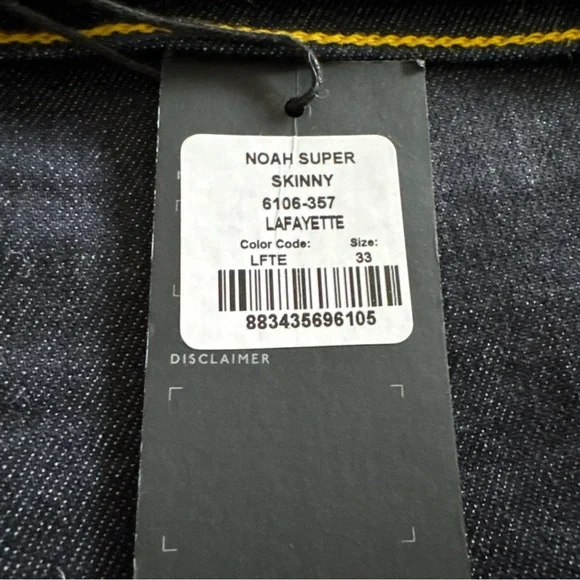 NOAH SUPER
SKINNY
6106-357
LAFAYETTE
Color Code: Size:
LFTE 33
883435696105
DISCLAIMER